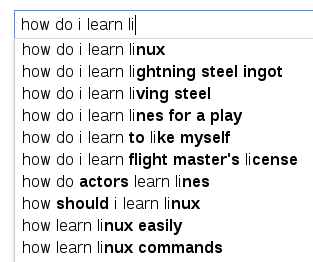 how do i learn li
how do i learn linux
how do i learn lightning steel ingot
how do i learn living steel
how do i learn lines for a play
how do i learn to like myself
how do i learn flight master's license
how do actors learn lines
how should i learn linux
how learn linux easily
how learn linux commands